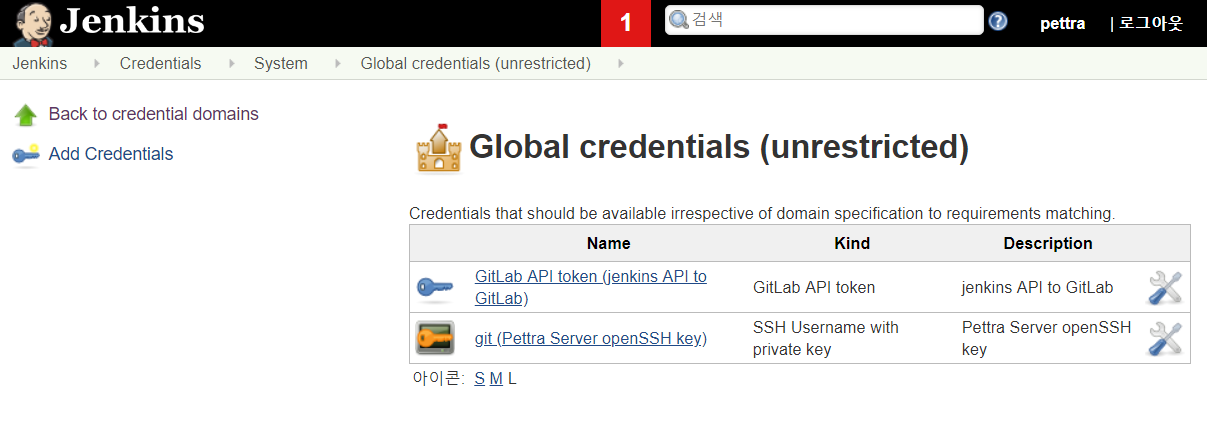 Jenkins
1
검색
pettra
| 로그아웃
Jenkins
Credentials
System
Global credentials (unrestricted)
Back to credential domains
Add Credentials
Global credentials (unrestricted)
Credentials that should be available irrespective of domain specification to requirements matching.
Name Kind Description
GitLab API token (jenkins API to
GitLab)
GitLab API token
jenkins API to GitLab
git (Pettra Server openSSH key)
SSH Username with
private key
Pettra Server openSSH
key
아이콘: S M L